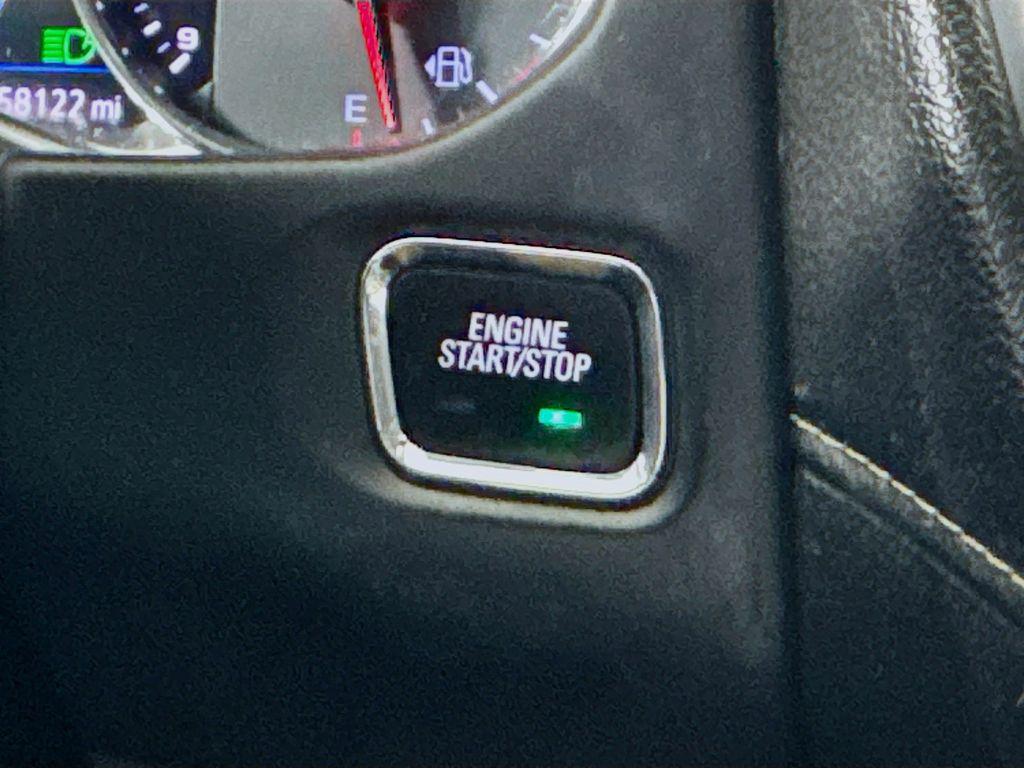 9
58122 mi
E
ENGINE
START/STOP